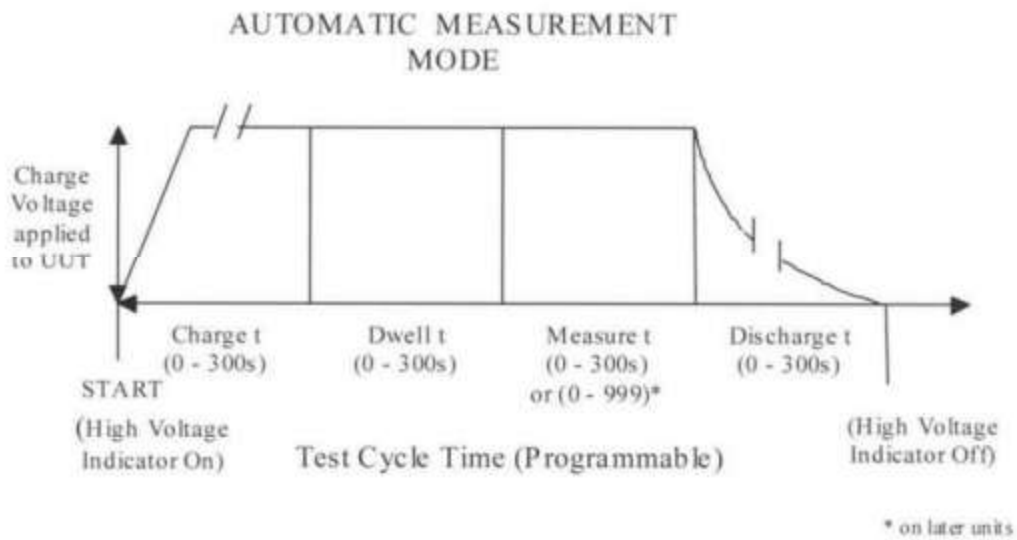 AUTOMATIC MEASUREMENT
MODE
Charge
Voltage
applied
to UUT
Charge t
(0 - 300s)
Dwell t
(0 - 300s)
Measure t
(0 - 300s)
or (0 - 999)*
Discharge t
(0 - 300s)
START
(High Voltage
Indicator On)
Test Cycle Time (Programmable)
(High Voltage
Indicator Off)
* on later units